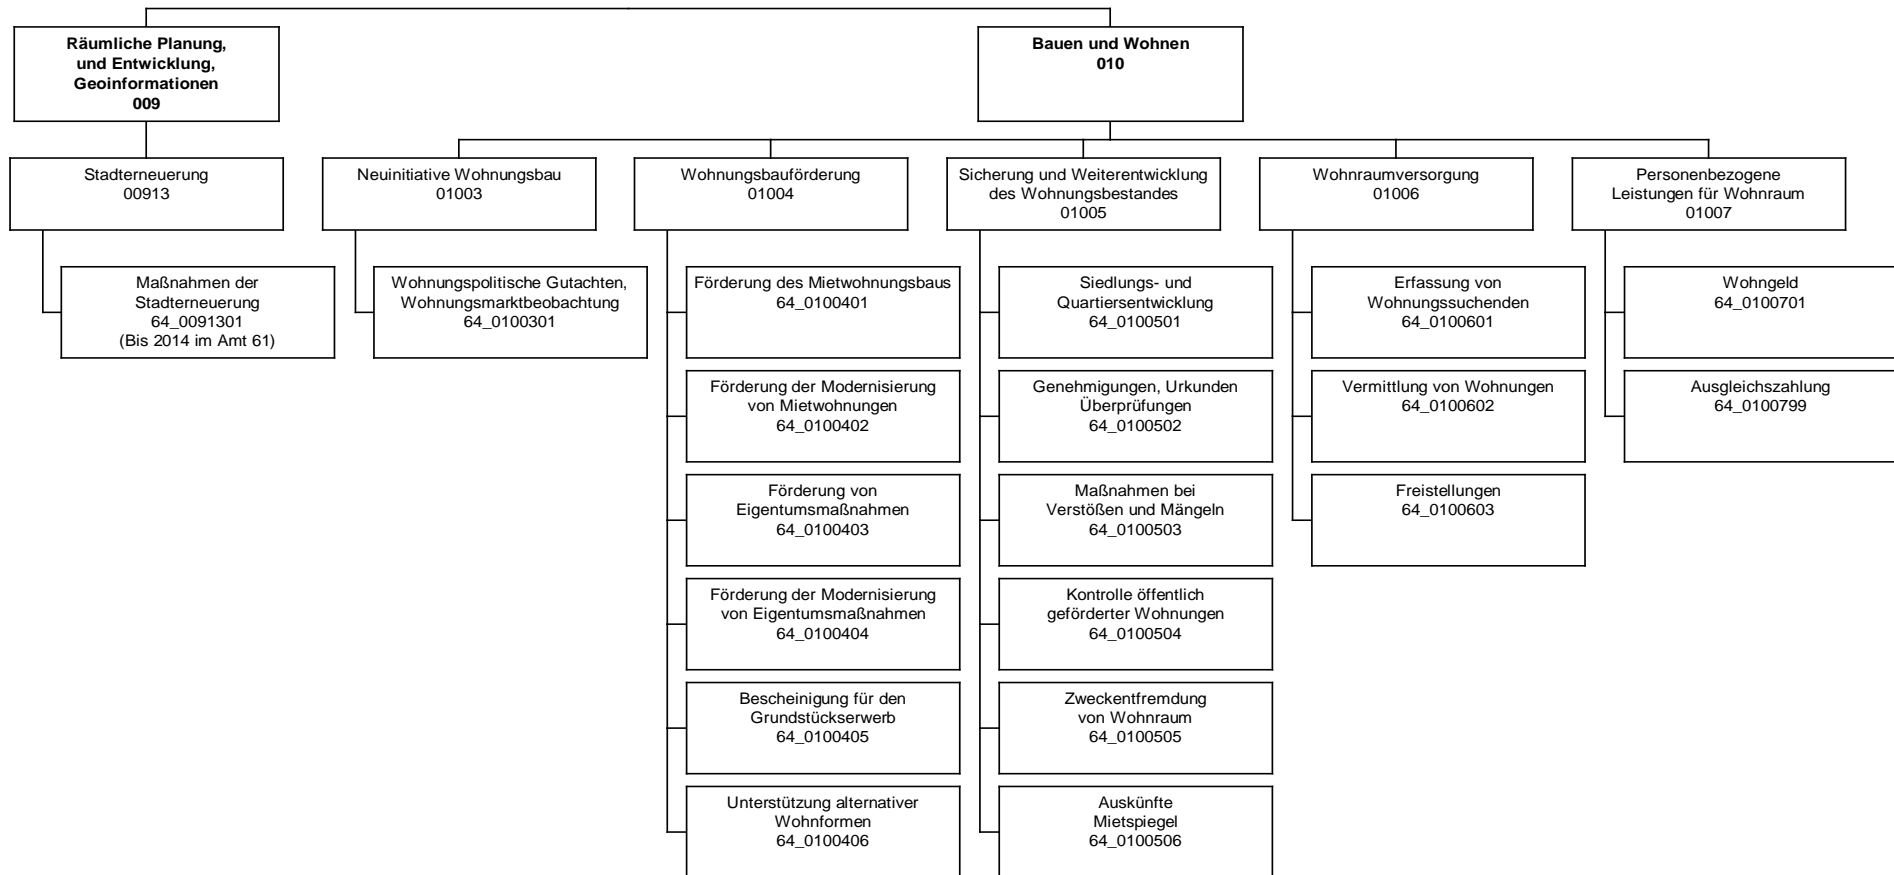 Räumliche Planung,
und Entwicklung,
Geoinformationen
009
Bauen und Wohnen
010
Stadterneuerung
00913
Neuinitiative Wohnungsbau
01003
Wohnungsbauförderung
01004
Sicherung und Weiterentwicklung
des Wohnungsbestandes
01005
Wohnraumversorgung
01006
Personenbezogene
Leistungen für Wohnraum
01007
Maßnahmen der
Stadterneuerung
64_0091301
(Bis 2014 im Amt 61)
Wohnungspolitische Gutachten,
Wohnungsmarktbeobachtung
64_0100301
Förderung des Mietwohnungsbaus
64_0100401
Förderung der Modernisierung
von Mietwohnungen
64_0100402
Förderung von
Eigentumsmaßnahmen
64_0100403
Förderung der Modernisierung
von Eigentumsmaßnahmen
64_0100404
Bescheinigung für den
Grundstückserwerb
64_0100405
Unterstützung alternativer
Wohnformen
64_0100406
Siedlungs- und
Quartiersentwicklung
64_0100501
Genehmigungen, Urkunden
Überprüfungen
64_0100502
Maßnahmen bei
Verstößen und Mängeln
64_0100503
Kontrolle öffentlich
geförderter Wohnungen
64_0100504
Zweckentfremdung
von Wohnraum
64_0100505
Auskünfte
Mietspiegel
64_0100506
Erfassung von
Wohnungssuchenden
64_0100601
Vermittlung von Wohnungen
64_0100602
Freistellungen
64_0100603
Wohngeld
64_0100701
Ausgleichszahlung
64_0100799